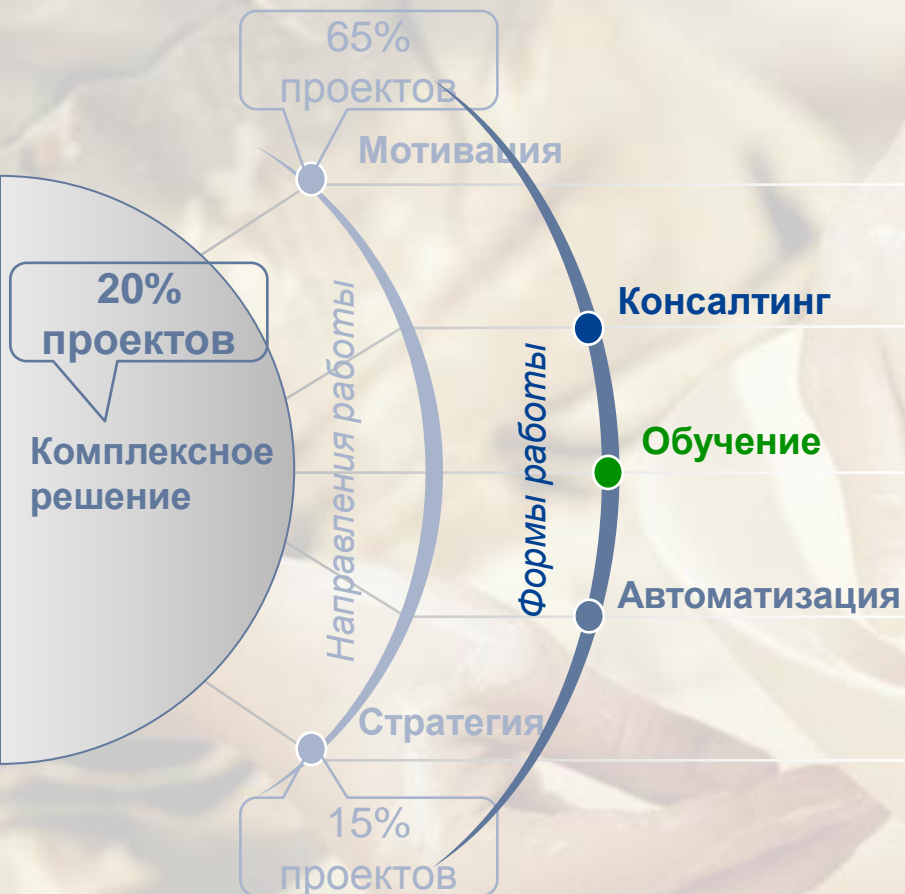 65%
проектов
Мотивация
20%
проектов
Комплексное
решение
Направления работы
Формы работы
Консалтинг
Обучение
Автоматизация
Стратегия
15%
проектов